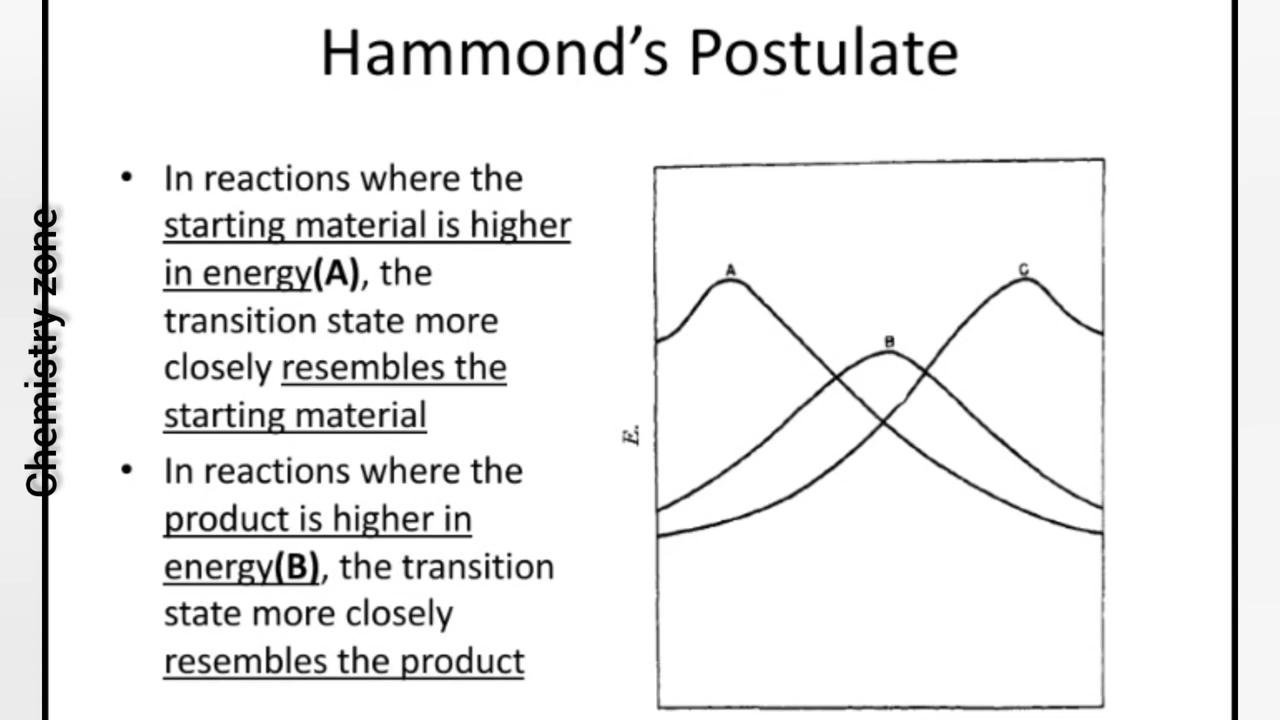 Hammond's Postulate
• In reactions where the
starting material is higher
in energy(A), the
transition state more
closely resembles the
starting material
• In reactions where the
product is higher in
energy(B), the transition
state more closely
resembles the product
Chemistry zone
E.
A
B
C